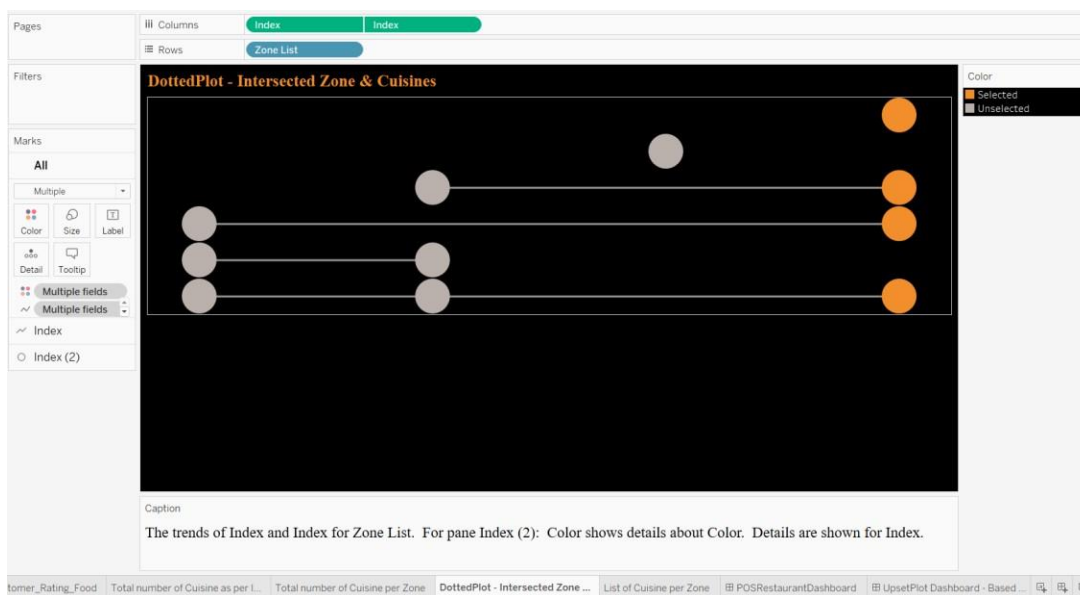 Pages
Columns
Index
Index
Rows
Zone List
Filters
DottedPlot - Intersected Zone & Cuisines
Color
Selected
Unselected
Marks
All
Multiple
Color
Size
Label
Detail
Tooltip
Multiple fields
Multiple fields
Index
Index (2)
Caption
The trends of Index and Index for Zone List. For pane Index (2): Color shows details about Color. Details are shown for Index.
tomer_Rating_Food
Total number of Cuisine as per l...
Total number of Cuisine per Zone
DottedPlot - Intersected Zone ...
List of Cuisine per Zone
POSRestaurantDashboard
UpsetPlot Dashboard - Based ...